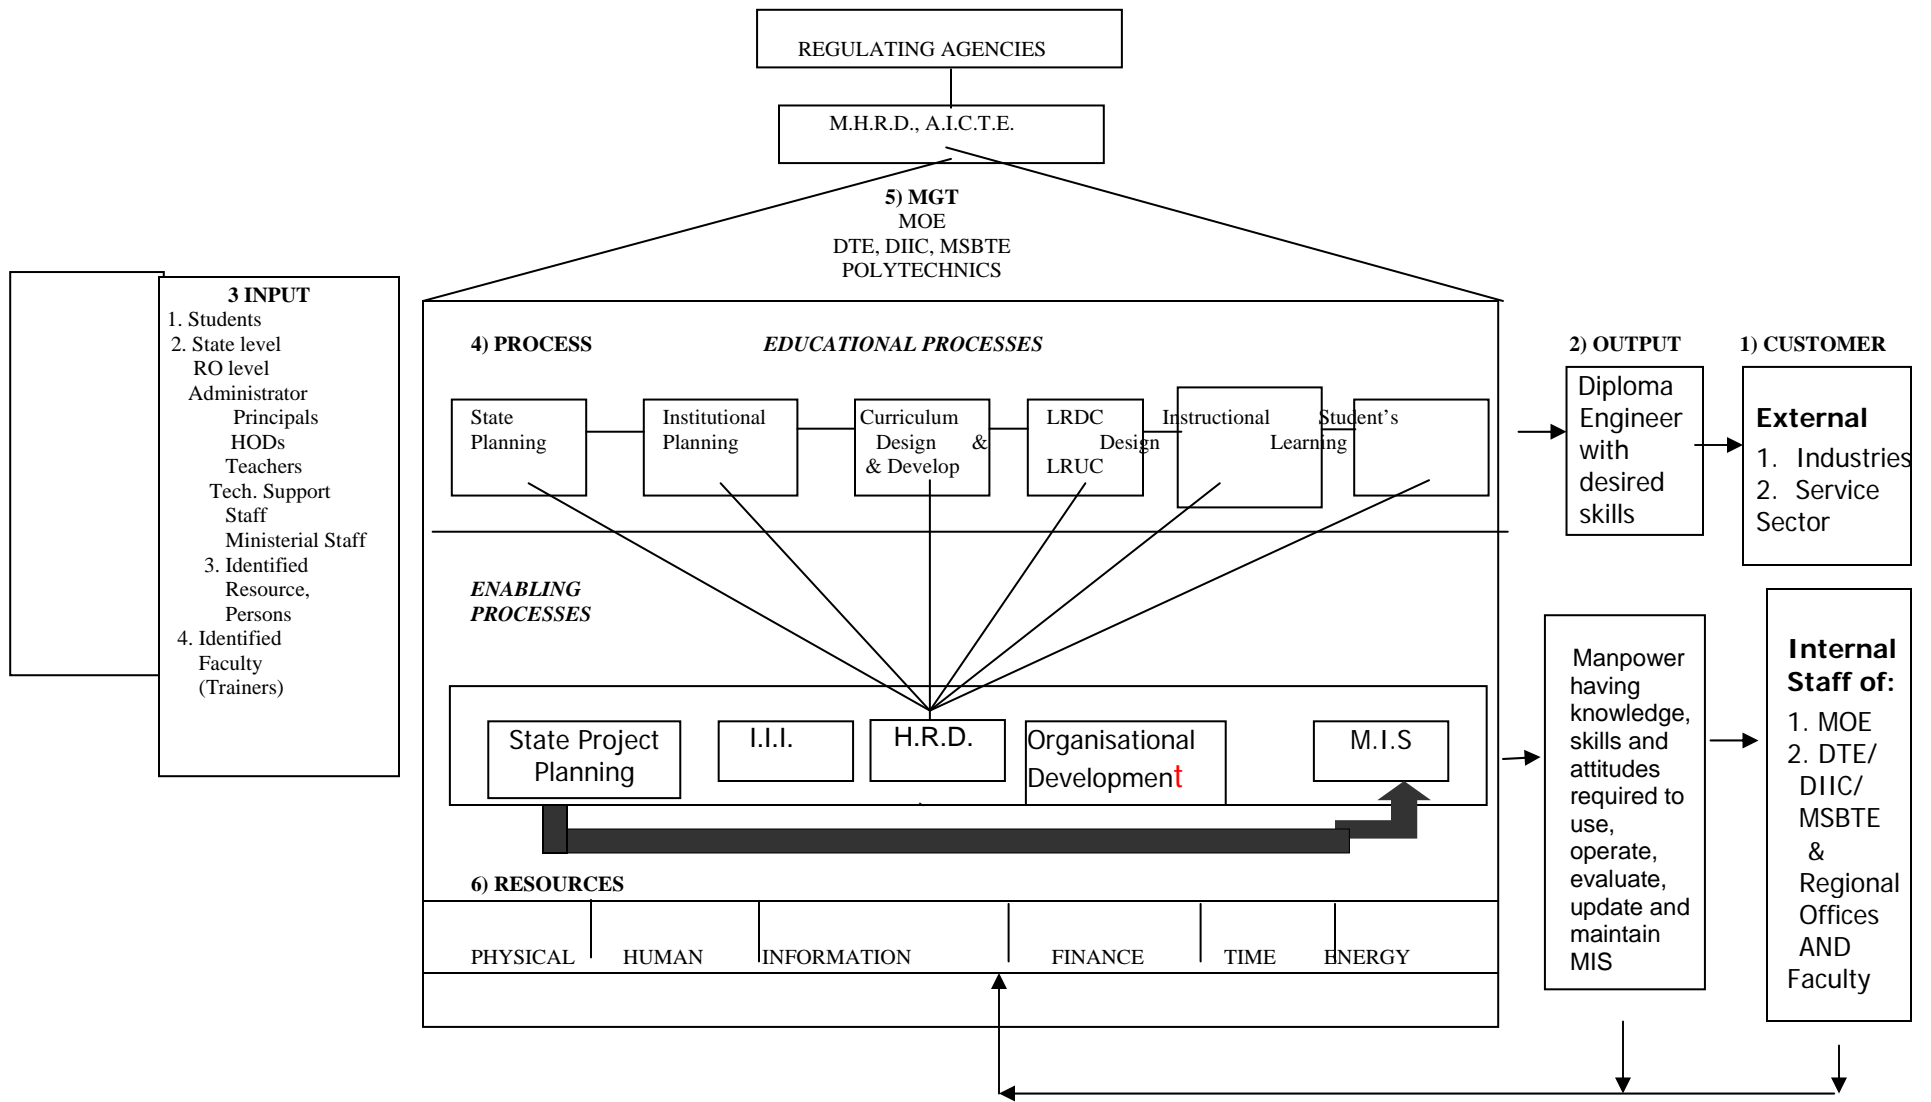 REGULATING AGENCIES
M.H.R.D., A.I.C.T.E.
5) MGT
MOE
DTE, DIIC, MSBTE
POLYTECHNICS
3 INPUT
1. Students
2. State level
RO level
Administrator
Principals
HODs
Teachers
Tech. Support
Staff
Ministerial Staff
3. Identified
Resource,
Persons
4. Identified
Faculty
(Trainers)
4) PROCESS
EDUCATIONAL PROCESSES
State
Planning
Institutional
Planning
Curriculum
Design &
& Develop
LRDC
Design
LRUC
Instructional
Student's
Learning
ENABLING
PROCESSES
State Project
Planning
I.I.I.
H.R.D.
Organisational
Development
M.I.S
6) RESOURCES
PHYSICAL
HUMAN
INFORMATION
FINANCE
TIME
ENERGY
2) OUTPUT
Diploma
Engineer
with
desired
skills
1) CUSTOMER
External
1. Industries
2. Service
Sector
Manpower
having
knowledge,
skills and
attitudes
required to
use,
operate,
evaluate,
update and
maintain
MIS
Internal
Staff of:
1. MOE
2. DTE/
DIIC/
MSBTE
&
Regional
Offices
AND
Faculty